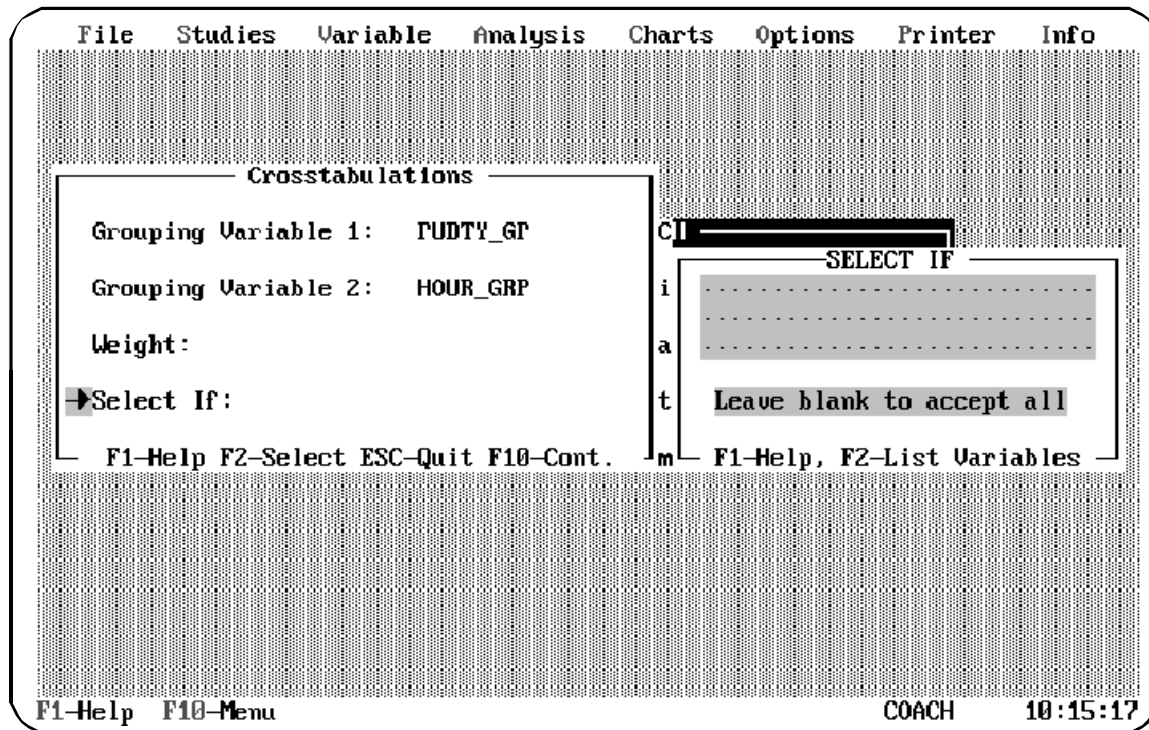 File Studies Variable Analysis Charts Options Printer Info
Crosstabulations
Grouping Variable 1:
C
SELECT IF
Grouping Variable 2: HOUR_GRP
i
Weight:
a
Select If:
t
Leave blank to accept all
F1-Help F2-Select ESC-Quit F10-Cont.
m
F1-Help, F2-List Variables
F1-Help F10-Menu COACH 10:15:17